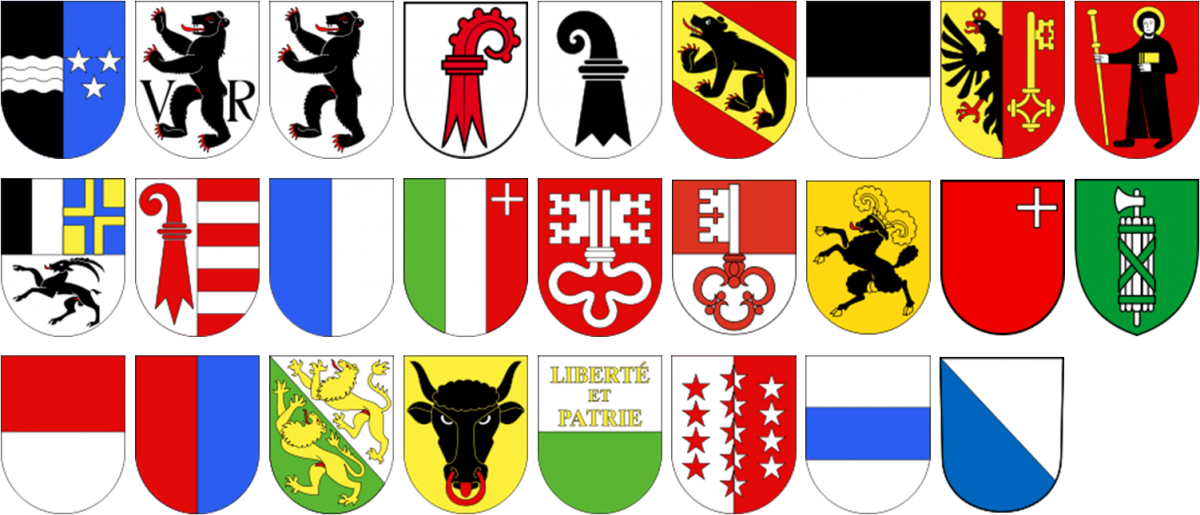 V R
LIBERTÉ
ET
PATRIE